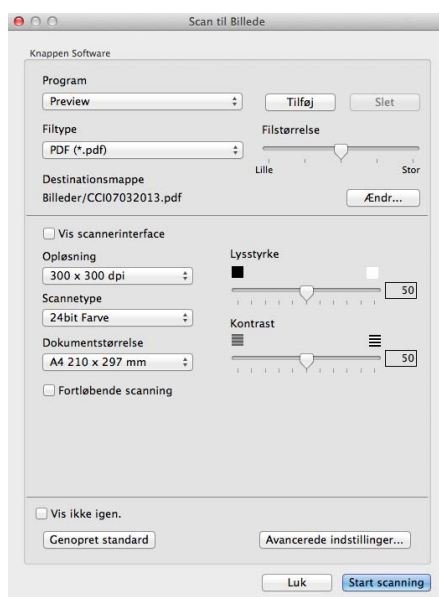 Scan til Billede
Knappen Software
Program
Preview
Tilføj
Slet
Filtype
Filstørrelse
PDF (*.pdf)
Lille
Stor
Destinationsmappe
Billeder/CCI07032013.pdf
Ændr...
Vis scannerinterface
Opløsning
Lysstyrke
300 x 300 dpi
50
Scannetype
24bit Farve
Kontrast
Dokumentstørrelse
A4 210 x 297 mm
50
Fortløbende scanning
Vis ikke igen.
Genopret standard
Avancerede indstillinger...
Luk
Start scanning